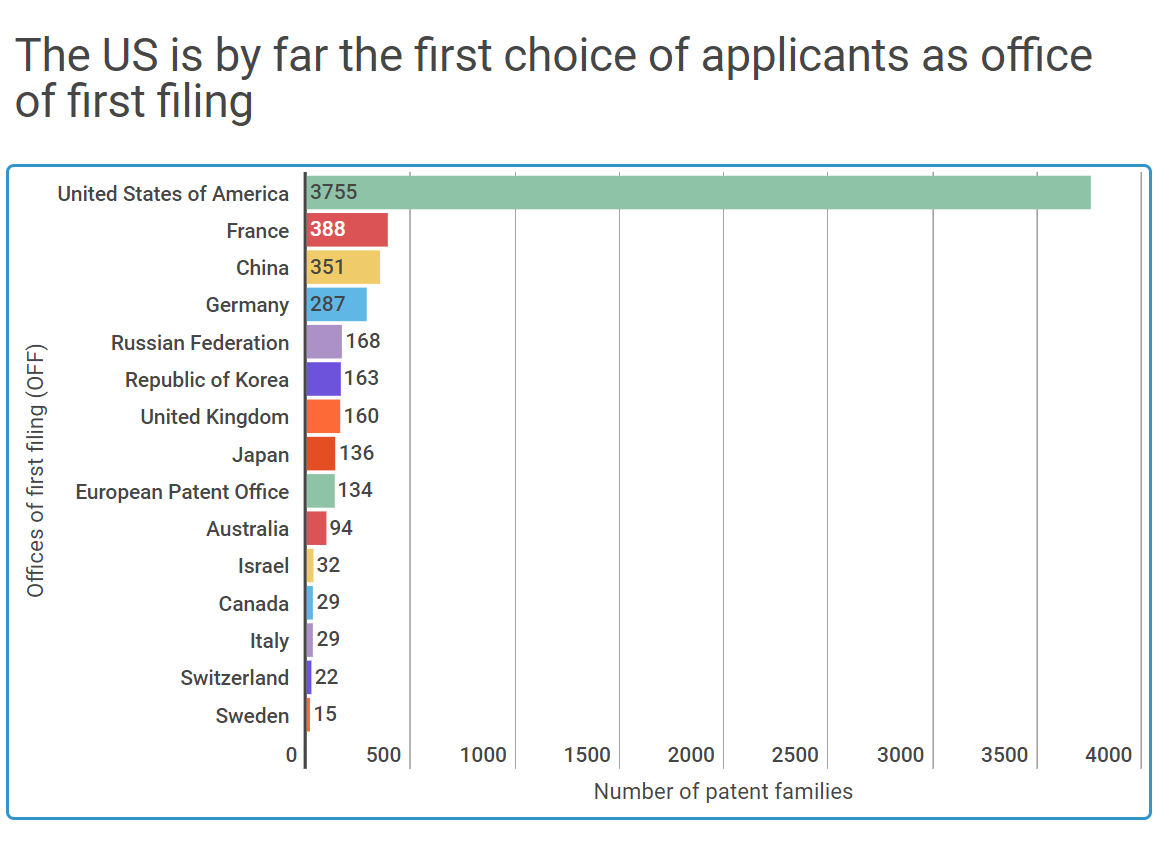 The US is by far the first choice of applicants as office
of first filing
United States of America 3755
France 388
China 351
Germany 287
Russian Federation 168
Republic of Korea 163
United Kingdom 160
Japan 136
European Patent Office 134
Australia 94
Israel 32
Canada 29
Italy 29
Switzerland 22
Sweden 15
Offices of first filing (OFF)
0 500 1000 1500 2000 2500 3000 3500 4000
Number of patent families